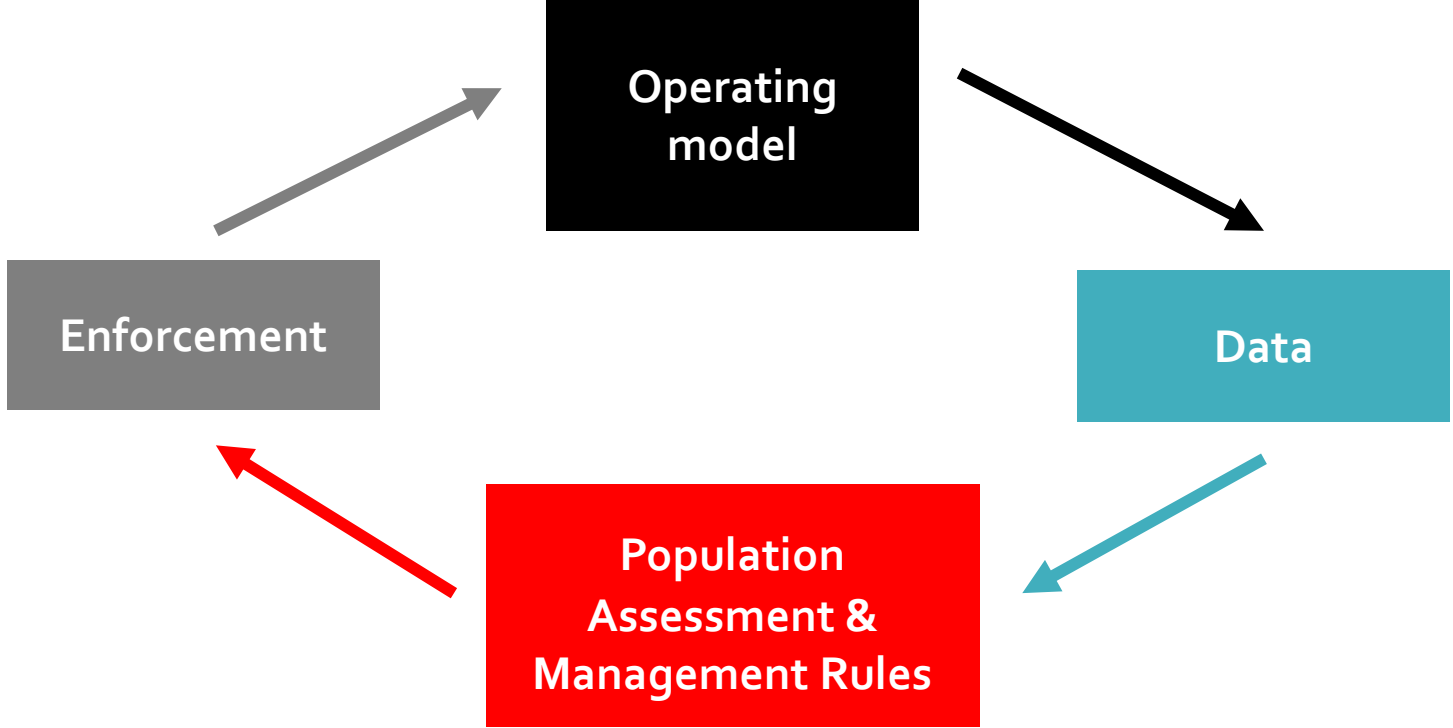 Operating
model
Enforcement
Data
Population
Assessment &
Management Rules